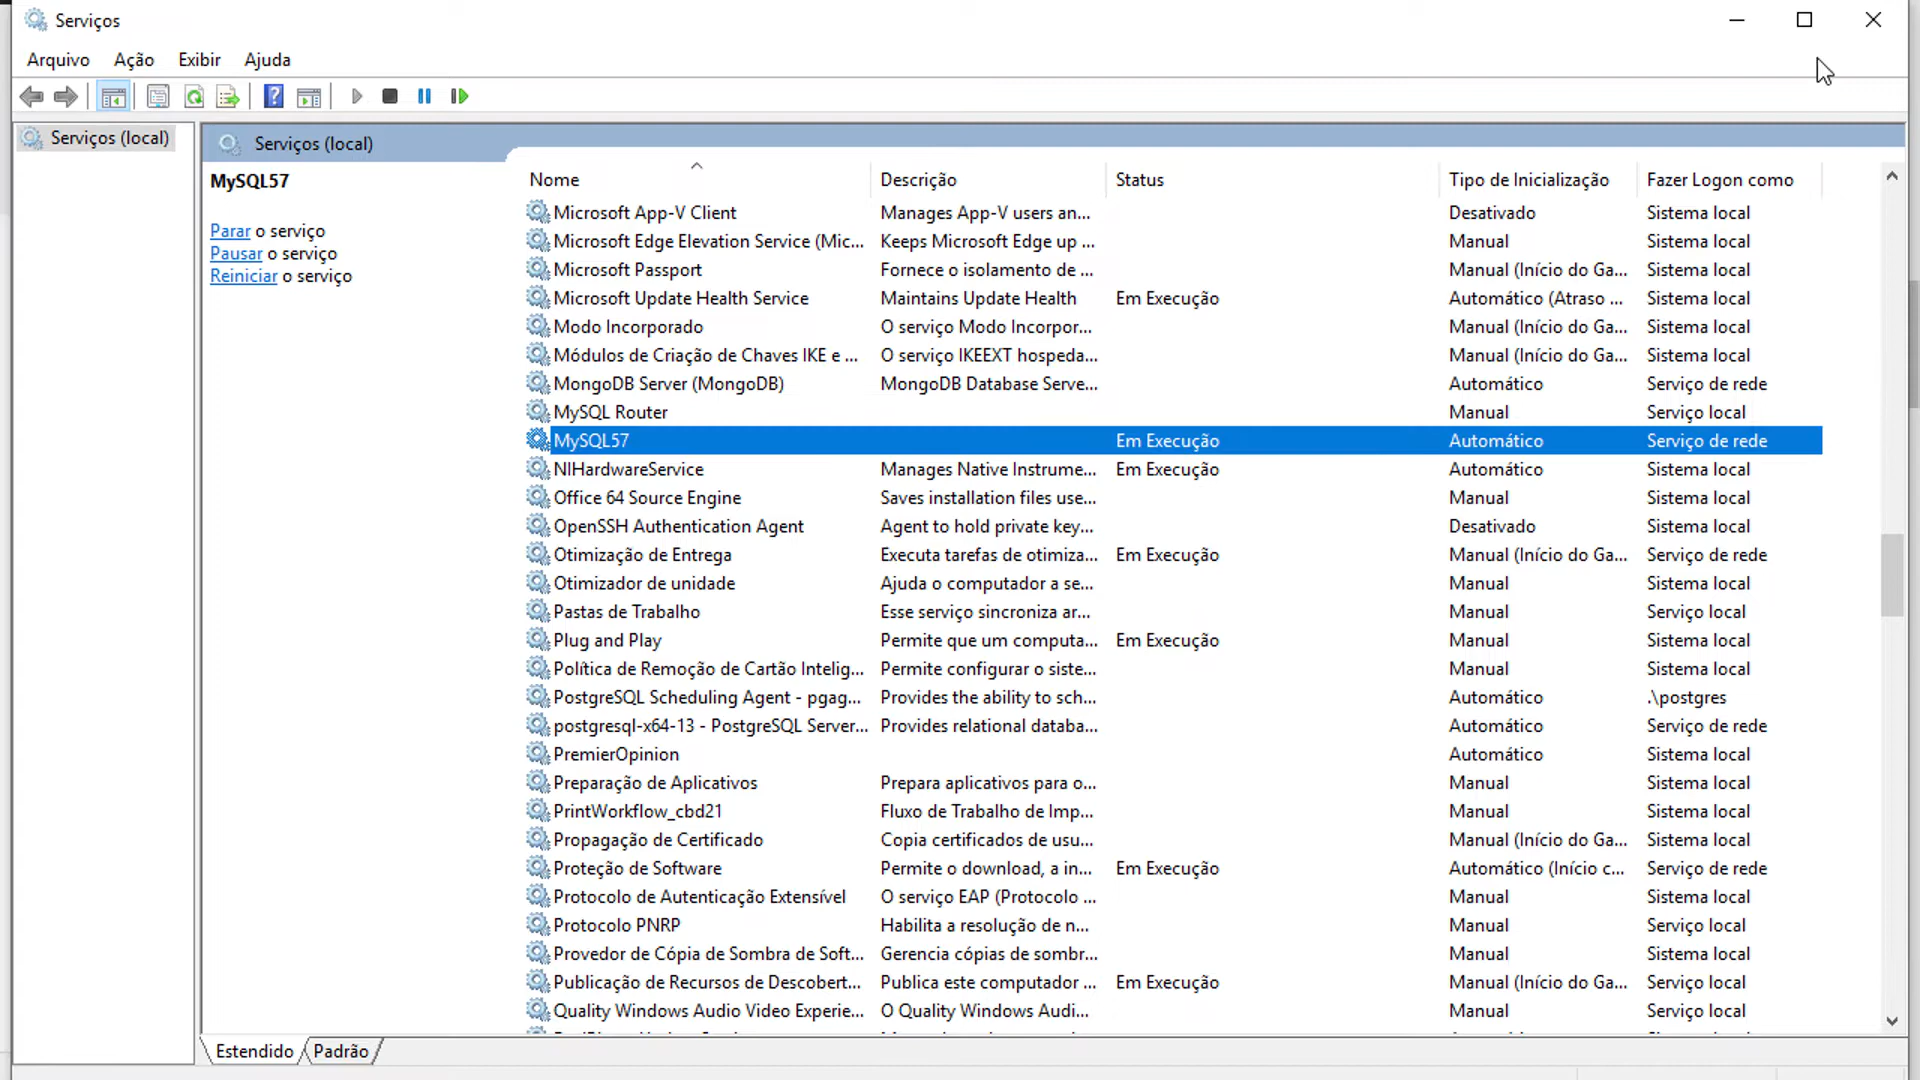 Serviços
Arquivo Ação Exibir Ajuda
Serviços (local)
Serviços (local)
MySQL57
Parar o serviço
Pausar o serviço
Reiniciar o serviço
Nome Descrição Status Tipo de Inicialização Fazer Logon como
Microsoft App-V Client Manages App-V users an... Desativado Sistema local
Microsoft Edge Elevation Service (Mic... Keeps Microsoft Edge up ... Manual Sistema local
Microsoft Passport Fornece o isolamento de ... Manual (Início do Ga... Sistema local
Microsoft Update Health Service Maintains Update Health Em Execução Automático (Atraso ... Sistema local
Modo Incorporado O serviço Modo Incorpor... Manual (Início do Ga... Sistema local
Módulos de Criação de Chaves IKE e ... O serviço IKEEXT hospeda... Manual (Início do Ga... Sistema local
MongoDB Server (MongoDB) MongoDB Database Serve... Automático Serviço de rede
MySQL Router Manual Serviço local
MySQL57 Em Execução Automático Serviço de rede
NIHardwareService Manages Native Instrume... Em Execução Automático Sistema local
Office 64 Source Engine Saves installation files use... Manual Sistema local
OpenSSH Authentication Agent Agent to hold private key... Desativado Sistema local
Otimização de Entrega Executa tarefas de otimiza... Em Execução Manual (Início do Ga... Serviço de rede
Otimizador de unidade Ajuda o computador a se... Manual Sistema local
Pastas de Trabalho Esse serviço sincroniza ar... Manual Serviço local
Plug and Play Permite que um computa... Em Execução Manual Sistema local
Política de Remoção de Cartão Intelig... Permite configurar o siste... Manual Sistema local
PostgreSQL Scheduling Agent - pgag... Provides the ability to sch... Automático .\postgres
postgresql-x64-13 - PostgreSQL Server... Provides relational databa... Automático Serviço de rede
PremierOpinion Automático Sistema local
Preparação de Aplicativos Prepara aplicativos para o... Manual Sistema local
PrintWorkflow_cbd21 Fluxo de Trabalho de Imp... Manual Sistema local
Propagação de Certificado Copia certificados de usu... Manual (Início do Ga... Sistema local
Proteção de Software Permite o download, a in... Em Execução Automático (Início c... Serviço de rede
Protocolo de Autenticação Extensível O serviço EAP (Protocolo ... Manual Sistema local
Protocolo PNRP Habilita a resolução de n... Manual Serviço local
Provedor de Cópia de Sombra de Soft... Gerencia cópias de sombr... Manual Sistema local
Publicação de Recursos de Descobert... Publica este computador ... Em Execução Manual (Início do Ga... Serviço local
Quality Windows Audio Video Experie... O Quality Windows Audi... Manual Serviço local
Estendido Padrão